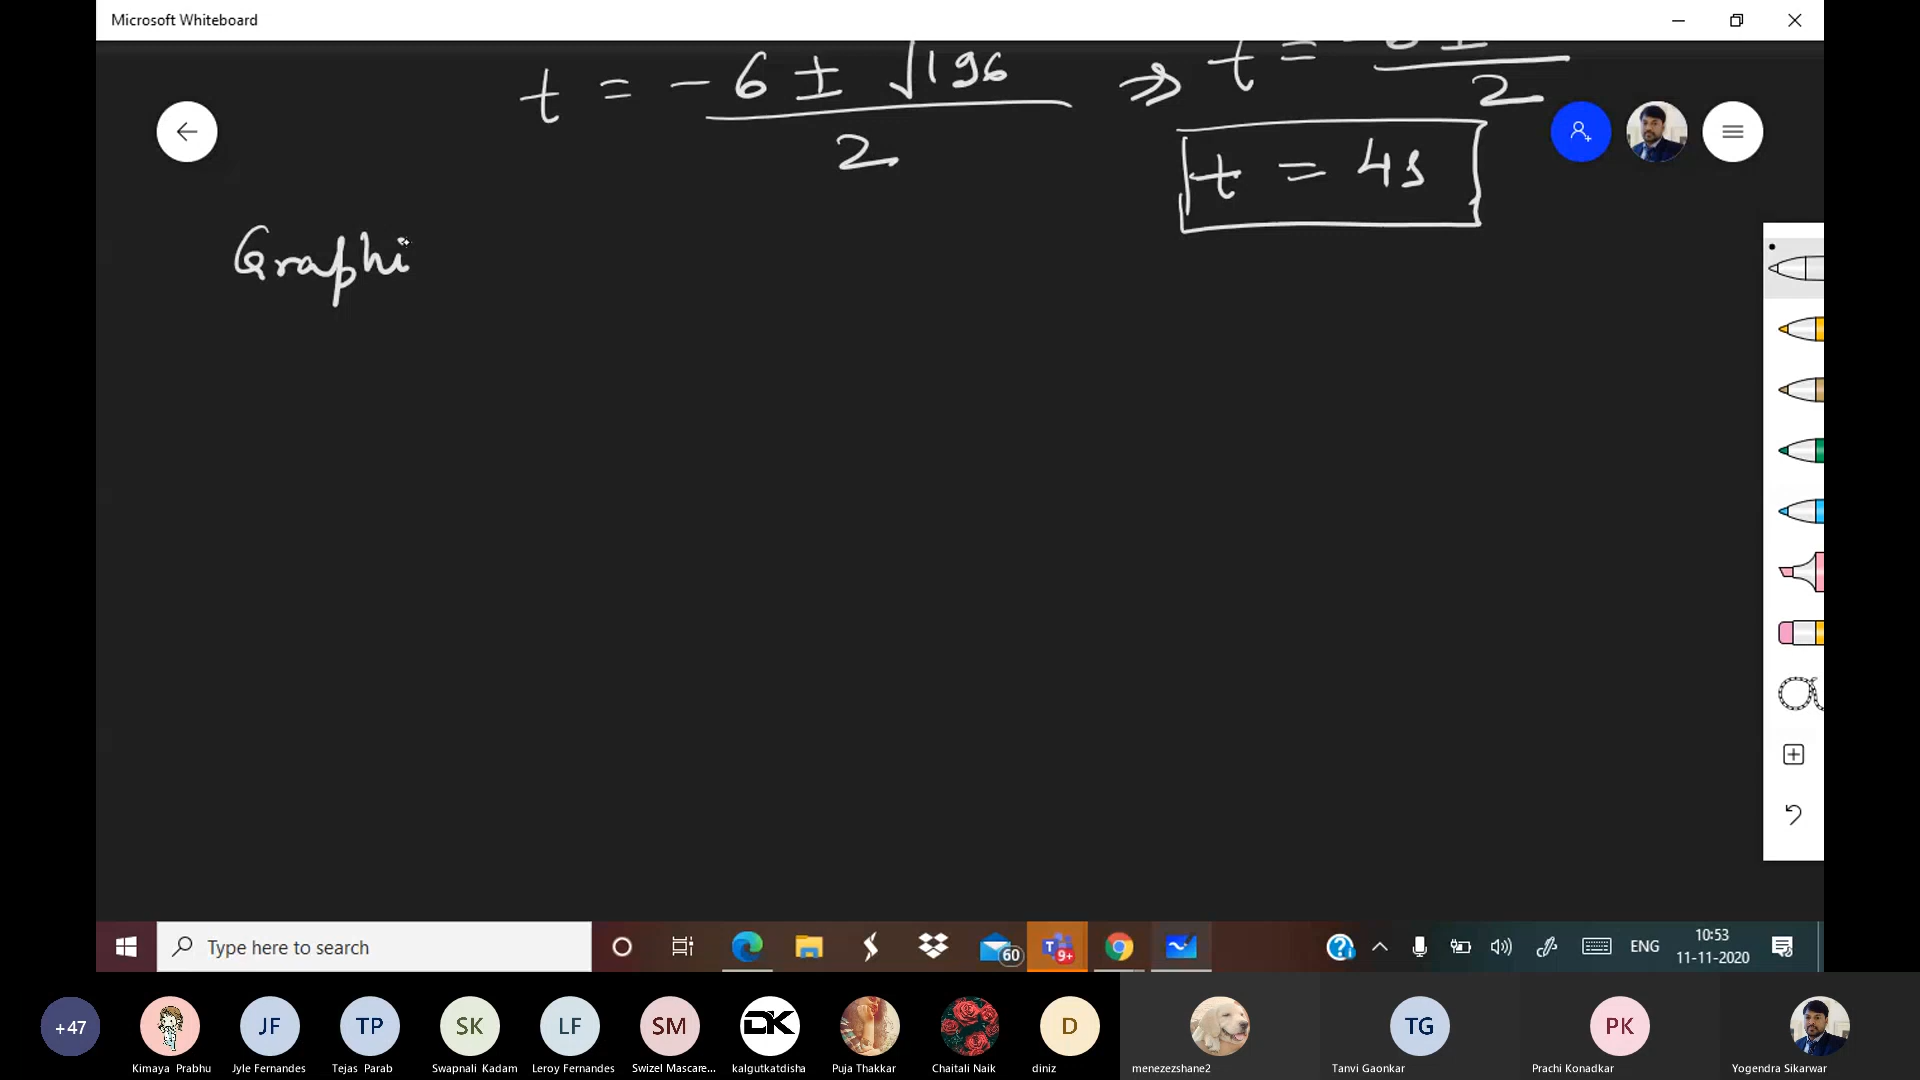 Microsoft Whiteboard
t = -6 ± √196 / 2 ⇒ t = -6 ± / 2
t = 4s
Graphi
Type here to search
60
9+
ENG
10:53
11-11-2020
+47
JF
TP
SK
LF
SM
DK
D
TG
PK
Kimaya Prabhu
Jyle Fernandes
Tejas Parab
Swapnali Kadam
Leroy Fernandes
Swizel Mascare...
kalgutkatdisha
Puja Thakkar
Chaitali Naik
diniz
menezezshane2
Tanvi Gaonkar
Prachi Konadkar
Yogendra Sikarwar